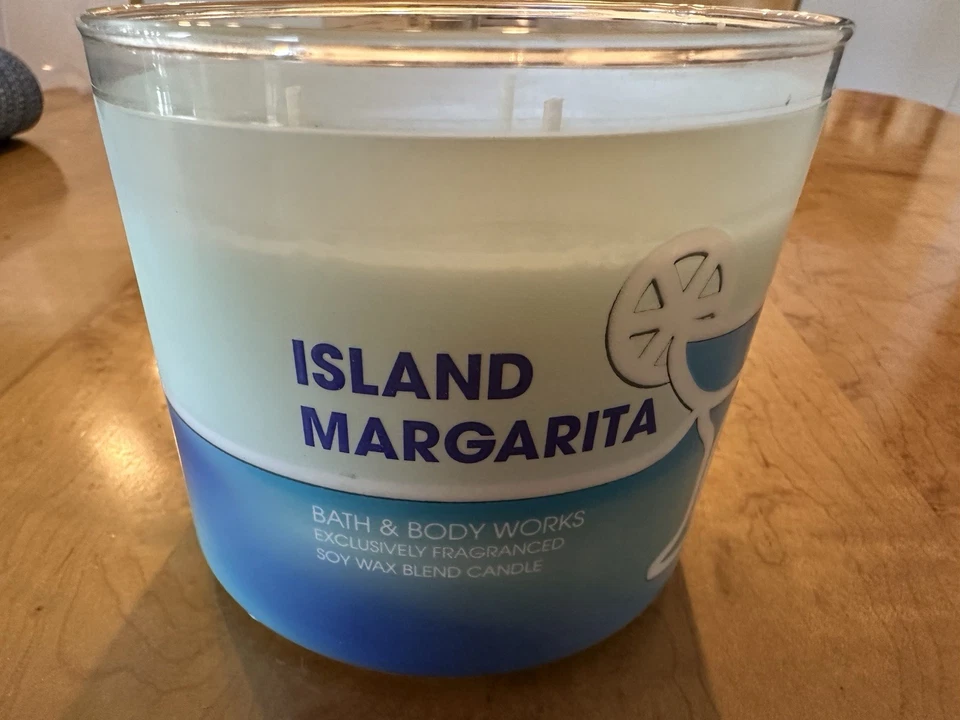 ISLAND
MARGARITA
BATH & BODY WORKS
EXCLUSIVELY FRAGRANCED
SOY WAX BLEND CANDLE